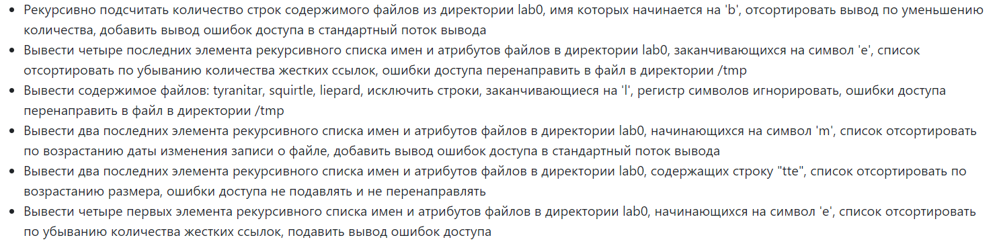 • Рекурсивно подсчитать количество строк содержимого файлов из директории lab0, имя которых начинается на 'b', отсортировать вывод по уменьшению
количества, добавить вывод ошибок доступа в стандартный поток вывода
• Вывести четыре последних элемента рекурсивного списка имен и атрибутов файлов в директории lab0, заканчивающихся на символ 'e', список
отсортировать по убыванию количества жестких ссылок, ошибки доступа перенаправить в файл в директории /tmp
• Вывести содержимое файлов: tyranitar, squirtle, liepard, исключить строки, заканчивающиеся на 'l', регистр символов игнорировать, ошибки доступа
перенаправить в файл в директории /tmp
• Вывести два последних элемента рекурсивного списка имен и атрибутов файлов в директории lab0, начинающихся на символ 'm', список отсортировать
по возрастанию даты изменения записи о файле, добавить вывод ошибок доступа в стандартный поток вывода
• Вывести два последних элемента рекурсивного списка имен и атрибутов файлов в директории lab0, содержащих строку "tte", список отсортировать по
возрастанию размера, ошибки доступа не подавлять и не перенаправлять
• Вывести четыре первых элемента рекурсивного списка имен и атрибутов файлов в директории lab0, начинающихся на символ 'e', список отсортировать
по убыванию количества жестких ссылок, подавить вывод ошибок доступа